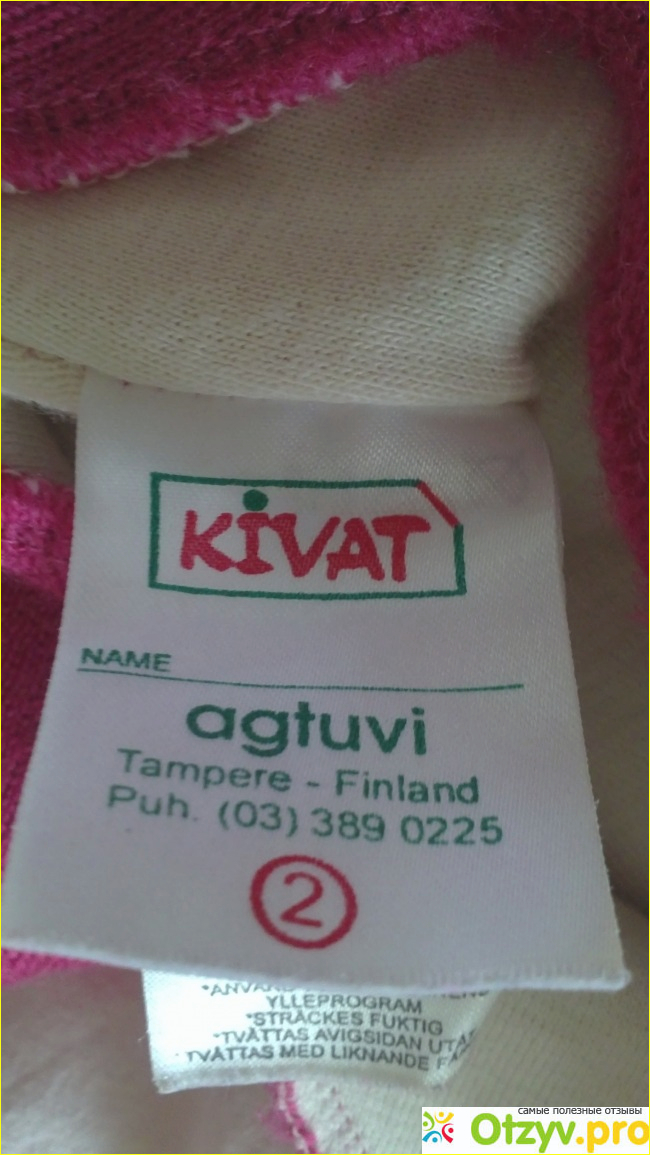 KiVAT
NAME
agtuvi
Tampere - Finland
Puh. (03) 389 0225
2
YLLEPROGRAM
*STRÄCKES FUKTIG
*TVÄTTAS AVIGSIDAN
TVÄTTAS MED LIKNANDE
самые полезные отзывы
Otzyv.pro